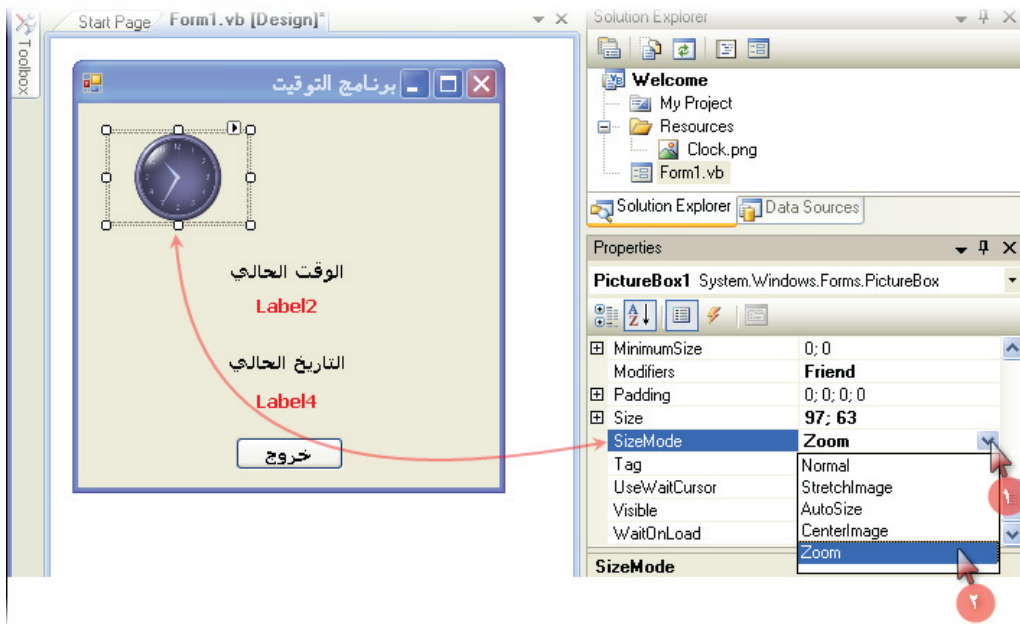 Start Page
Form1.vb [Design]*
Toolbox
برنامج التوقيت
الوقت الحالي
Label2
التاريخ الحالي
Label4
خروج
Solution Explorer
Welcome
My Project
Resources
Clock.png
Form1.vb
Solution Explorer
Data Sources
Properties
PictureBox1 System.Windows.Forms.PictureBox
MinimumSize 0; 0
Modifiers Friend
Padding 0; 0; 0; 0
Size 97; 63
SizeMode Zoom
Tag
UseWaitCursor
Visible
WaitOnLoad
Normal
StretchImage
AutoSize
CenterImage
Zoom
SizeMode
١
٢